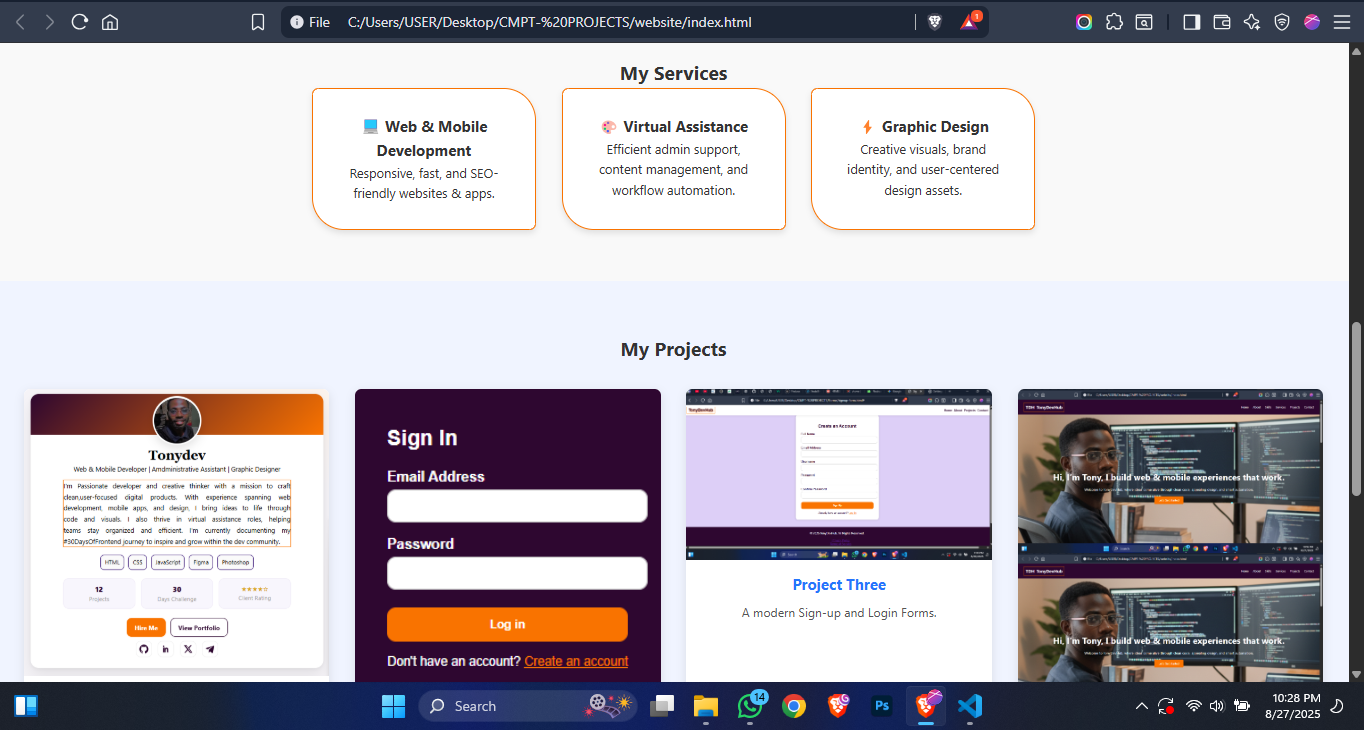 File C:/Users/USER/Desktop/CMPT-%20PROJECTS/website/index.html
1
My Services
Web & Mobile
Development
Responsive, fast, and SEO-
friendly websites & apps.
Virtual Assistance
Efficient admin support,
content management, and
workflow automation.
Graphic Design
Creative visuals, brand
identity, and user-centered
design assets.
My Projects
Tonydev
Web & Mobile Developer | Amdministrative Assistant | Graphic Designer
I'm Passionate developer and creative thinker with a mission to craft
clean,user-focused digital products. With experience spanning web
development, mobile apps, and design, I bring ideas to life through
code and visuals. I also thrive in virtual assistance roles, helping
teams stay organized and efficient. I'm currently documenting my
#30DaysOfFrontend journey to inspire and grow within the dev community.
HTML CSS JavaScript Figma Photoshop
12 30 ★★★★☆
Projects Days Challenge Client Rating
Hire Me View Portfolio
Sign In
Email Address
Password
Log in
Don't have an account? Create an account
TonyDevHub
Create an Account
Project Three
A modern Sign-up and Login Forms.
TDH TonyDevHub
Hi, I'm Tony, I build web & mobile experiences that work.
TDH TonyDevHub
Hi, I'm Tony, I build web & mobile experiences that work.
Search
14
Ps
10:28 PM
8/27/2025